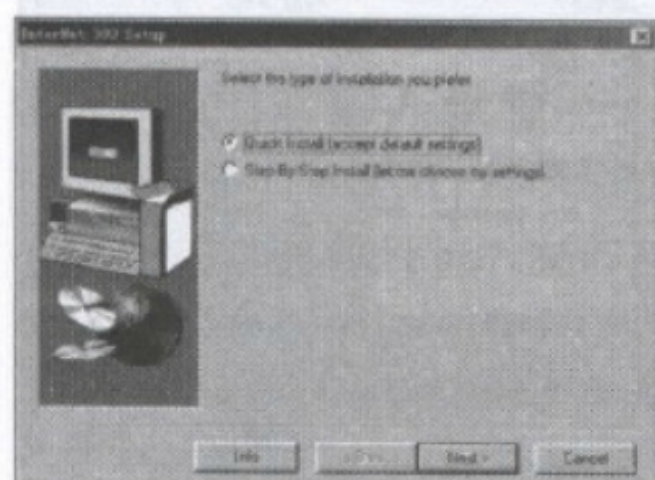 Setup
Select the type of installation you prefer
Quick Install (accept default settings)
Step-By-Step Install (let me choose my settings)
Info
Next >
Cancel